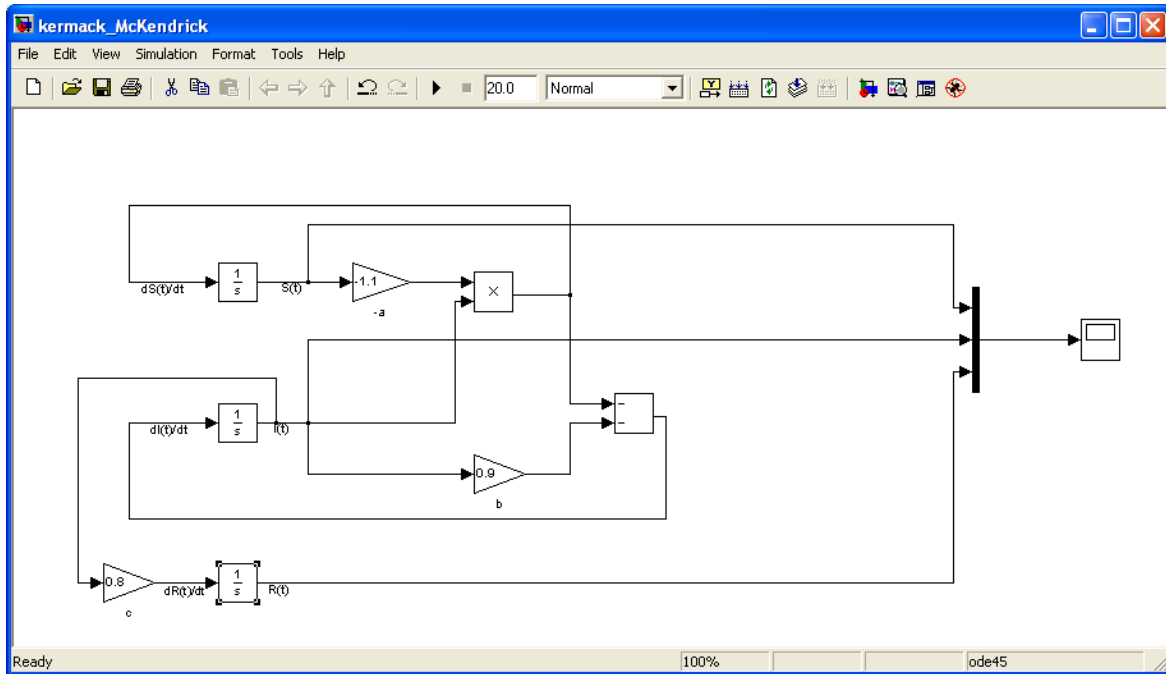 kermack_McKendrick
File Edit View Simulation Format Tools Help
20.0 Normal
dS(t)/dt
1
s
S(t)
-1.1
-a
×
dI(t)/dt
1
s
I(t)
-
-
0.9
b
0.8
c
dR(t)/dt
1
s
R(t)
Ready 100% ode45